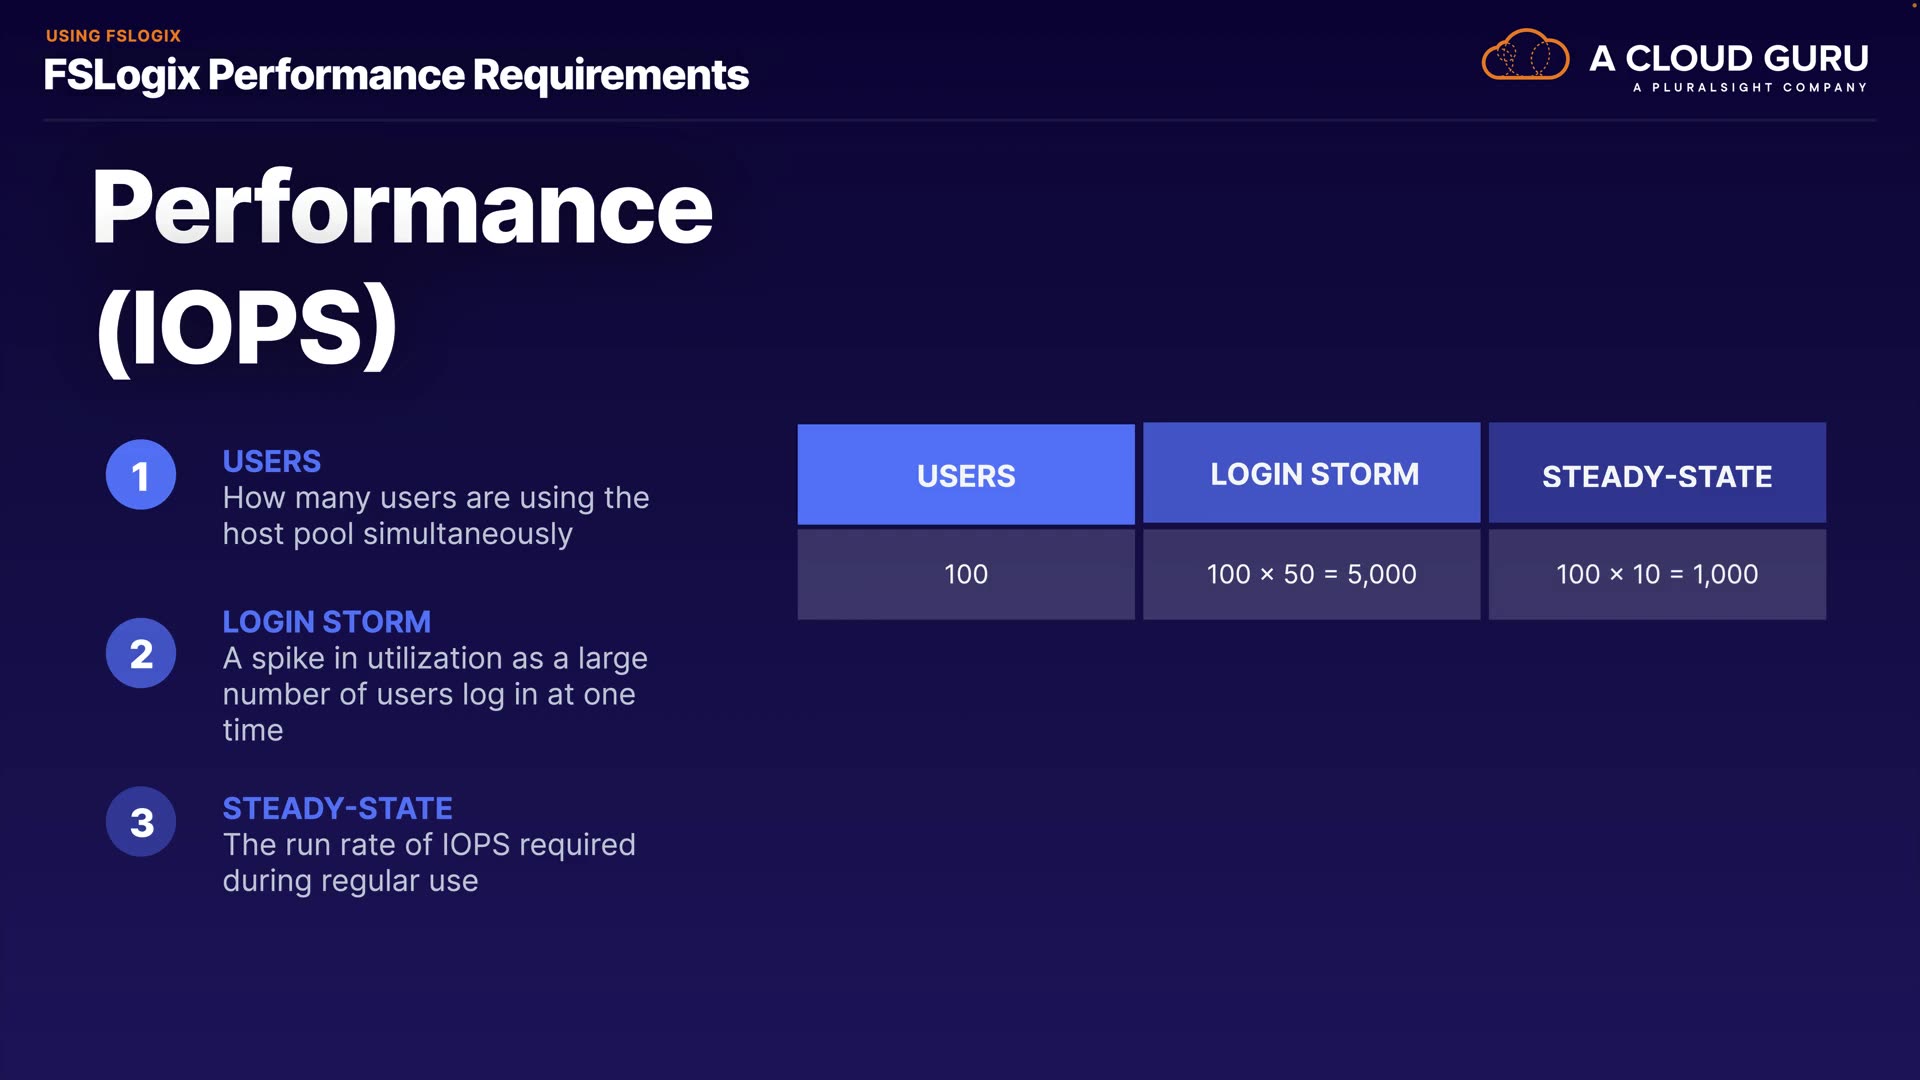 USING FSLOGIX
FSLogix Performance Requirements
A CLOUD GURU
A PLURALSIGHT COMPANY
Performance
(IOPS)
1
USERS
How many users are using the
host pool simultaneously
2
LOGIN STORM
A spike in utilization as a large
number of users log in at one
time
3
STEADY-STATE
The run rate of IOPS required
during regular use
USERS LOGIN STORM STEADY-STATE
100 100 × 50 = 5,000 100 × 10 = 1,000